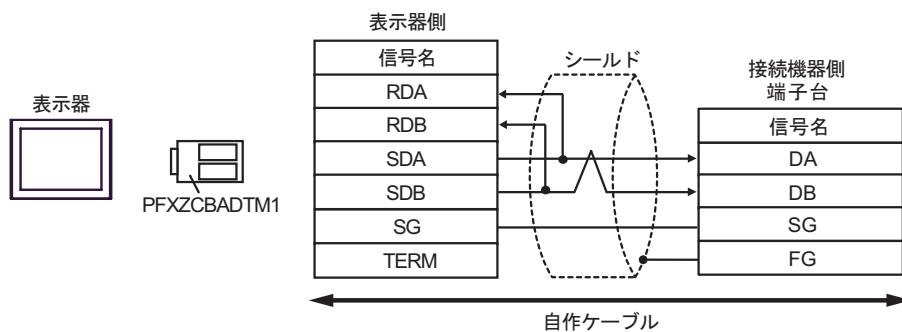 表示器
PFXZCBADTM1
表示器側
信号名
RDA
RDB
SDA
SDB
SG
TERM
シールド
接続機器側
端子台
信号名
DA
DB
SG
FG
自作ケーブル